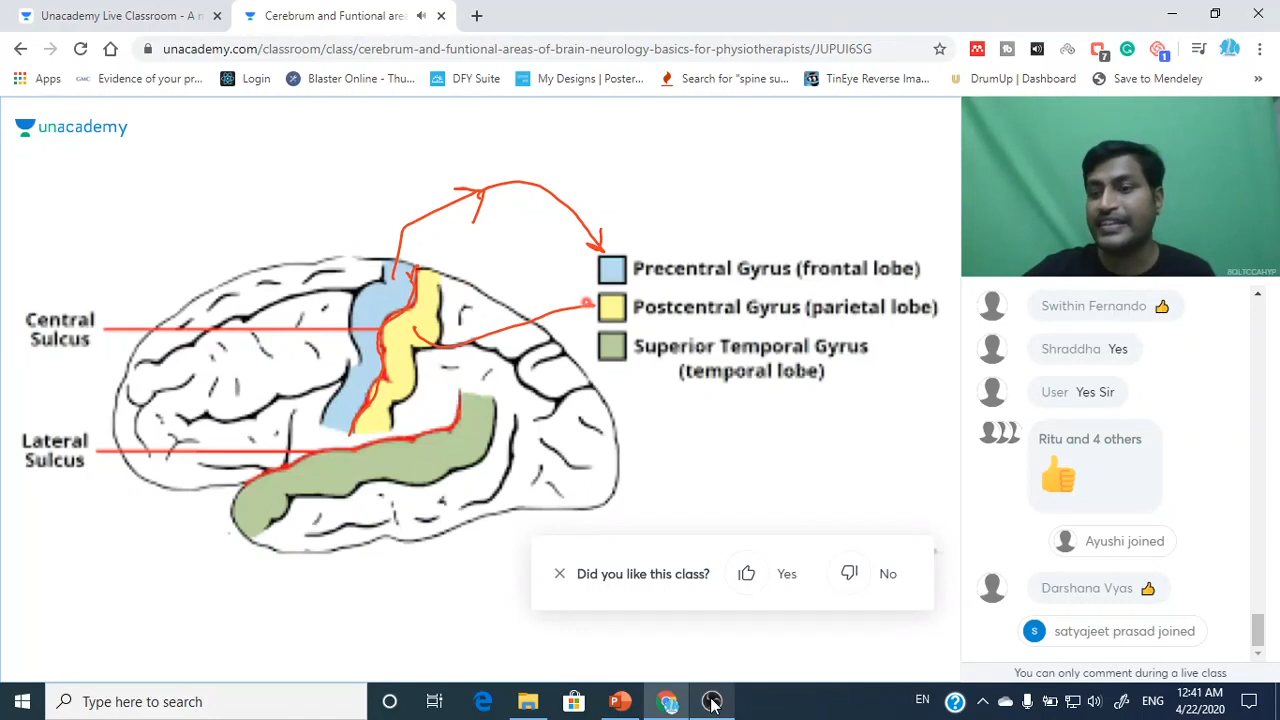 Unacademy Live Classroom - A n
Cerebrum and Funtional area
unacademy.com/classroom/class/cerebrum-and-funtional-areas-of-brain-neurology-basics-for-physiotherapists/JUPUI6SG
7
1
Apps
GMC
Evidence of your pr...
Login
Blaster Online - Thu...
DFY Suite
My Designs | Poster...
Search for "spine su...
TinEye Reverse Ima...
DrumUp | Dashboard
Save to Mendeley
»
unacademy
Precentral Gyrus (frontal lobe)
Postcentral Gyrus (parietal lobe)
Superior Temporal Gyrus
(temporal lobe)
Central
Sulcus
Lateral
Sulcus
8QLTCCAHYP
Swithin Fernando
Shraddha Yes
User Yes Sir
Ritu and 4 others
Ayushi joined
Darshana Vyas
s
satyajeet prasad joined
Did you like this class?
Yes
No
You can only comment during a live class
Type here to search
EN
ENG
12:41 AM
4/22/2020